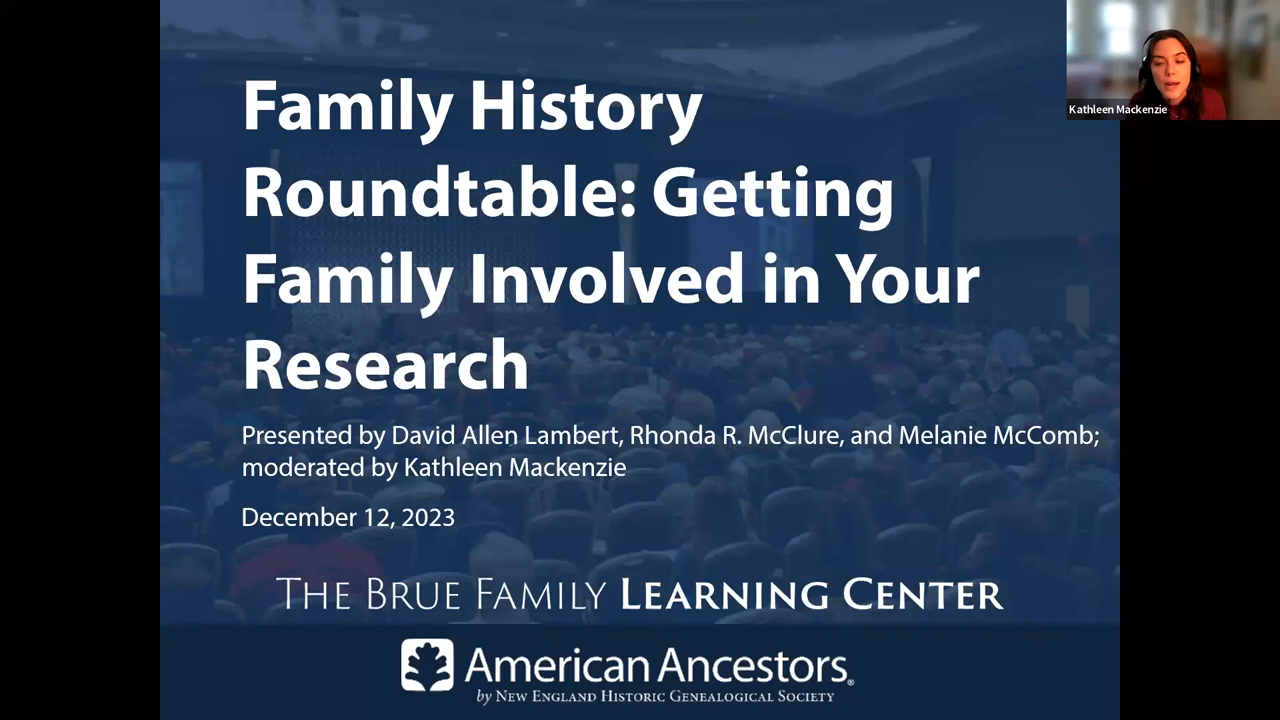 Family History
Roundtable: Getting
Family Involved in Your
Research
Presented by David Allen Lambert, Rhonda R. McClure, and Melanie McComb;
moderated by Kathleen Mackenzie
December 12, 2023
THE BRUE FAMILY LEARNING CENTER
American Ancestors®
by NEW ENGLAND HISTORIC GENEALOGICAL SOCIETY
Kathleen Mackenzie